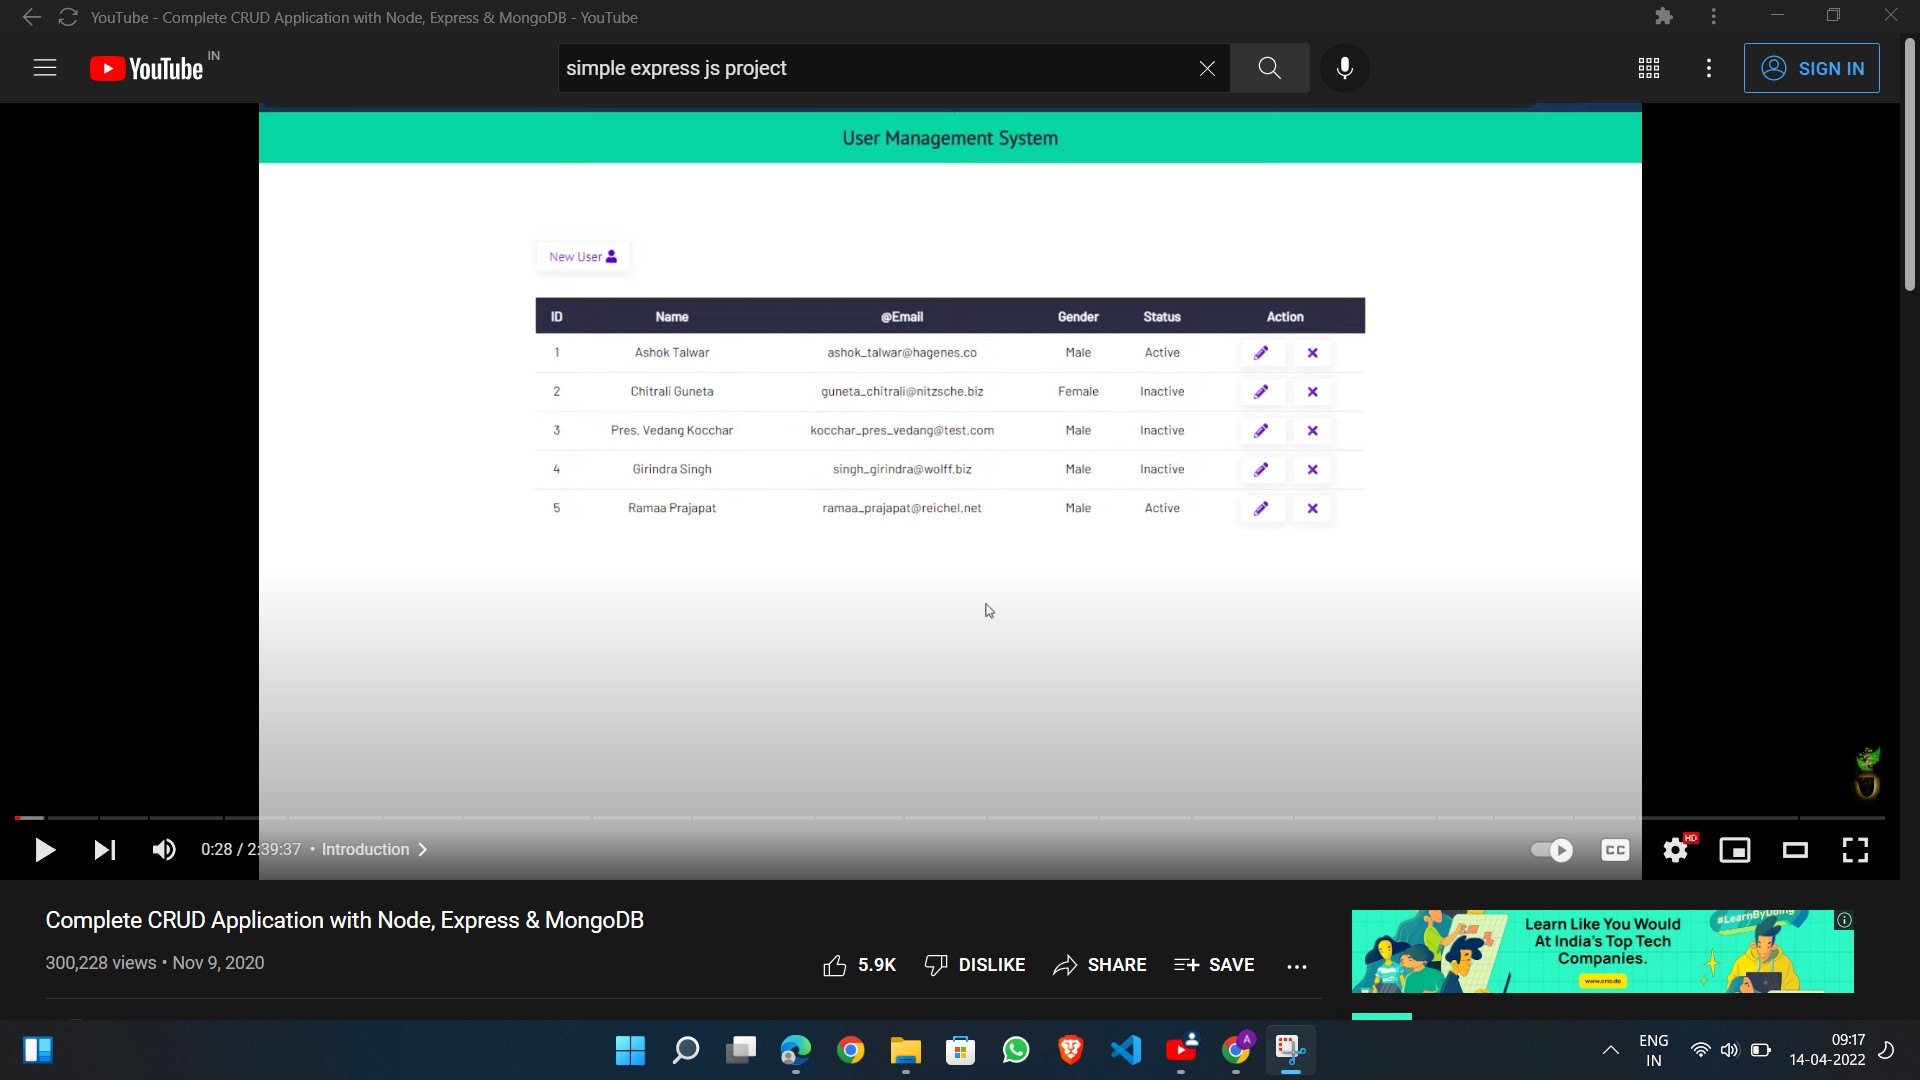 YouTube - Complete CRUD Application with Node, Express & MongoDB - YouTube
YouTube IN
simple express js project
SIGN IN
User Management System
New User
ID Name @Email Gender Status Action
1 Ashok Talwar ashok_talwar@hagenes.co Male Active
2 Chitrali Guneta guneta_chitrali@nitzsche.biz Female Inactive
3 Pres. Vedang Kocchar kocchar_pres_vedang@test.com Male Inactive
4 Girindra Singh singh_girindra@wolff.biz Male Inactive
5 Ramaa Prajapat ramaa_prajapat@reichel.net Male Active
0:28 / 2:39:37 • Introduction
CC
HD
Complete CRUD Application with Node, Express & MongoDB
300,228 views • Nov 9, 2020
5.9K DISLIKE SHARE SAVE
#LearnByDoing
Learn Like You Would
At India's Top Tech
Companies.
www.crio.do
A
ENG
IN
09:17
14-04-2022